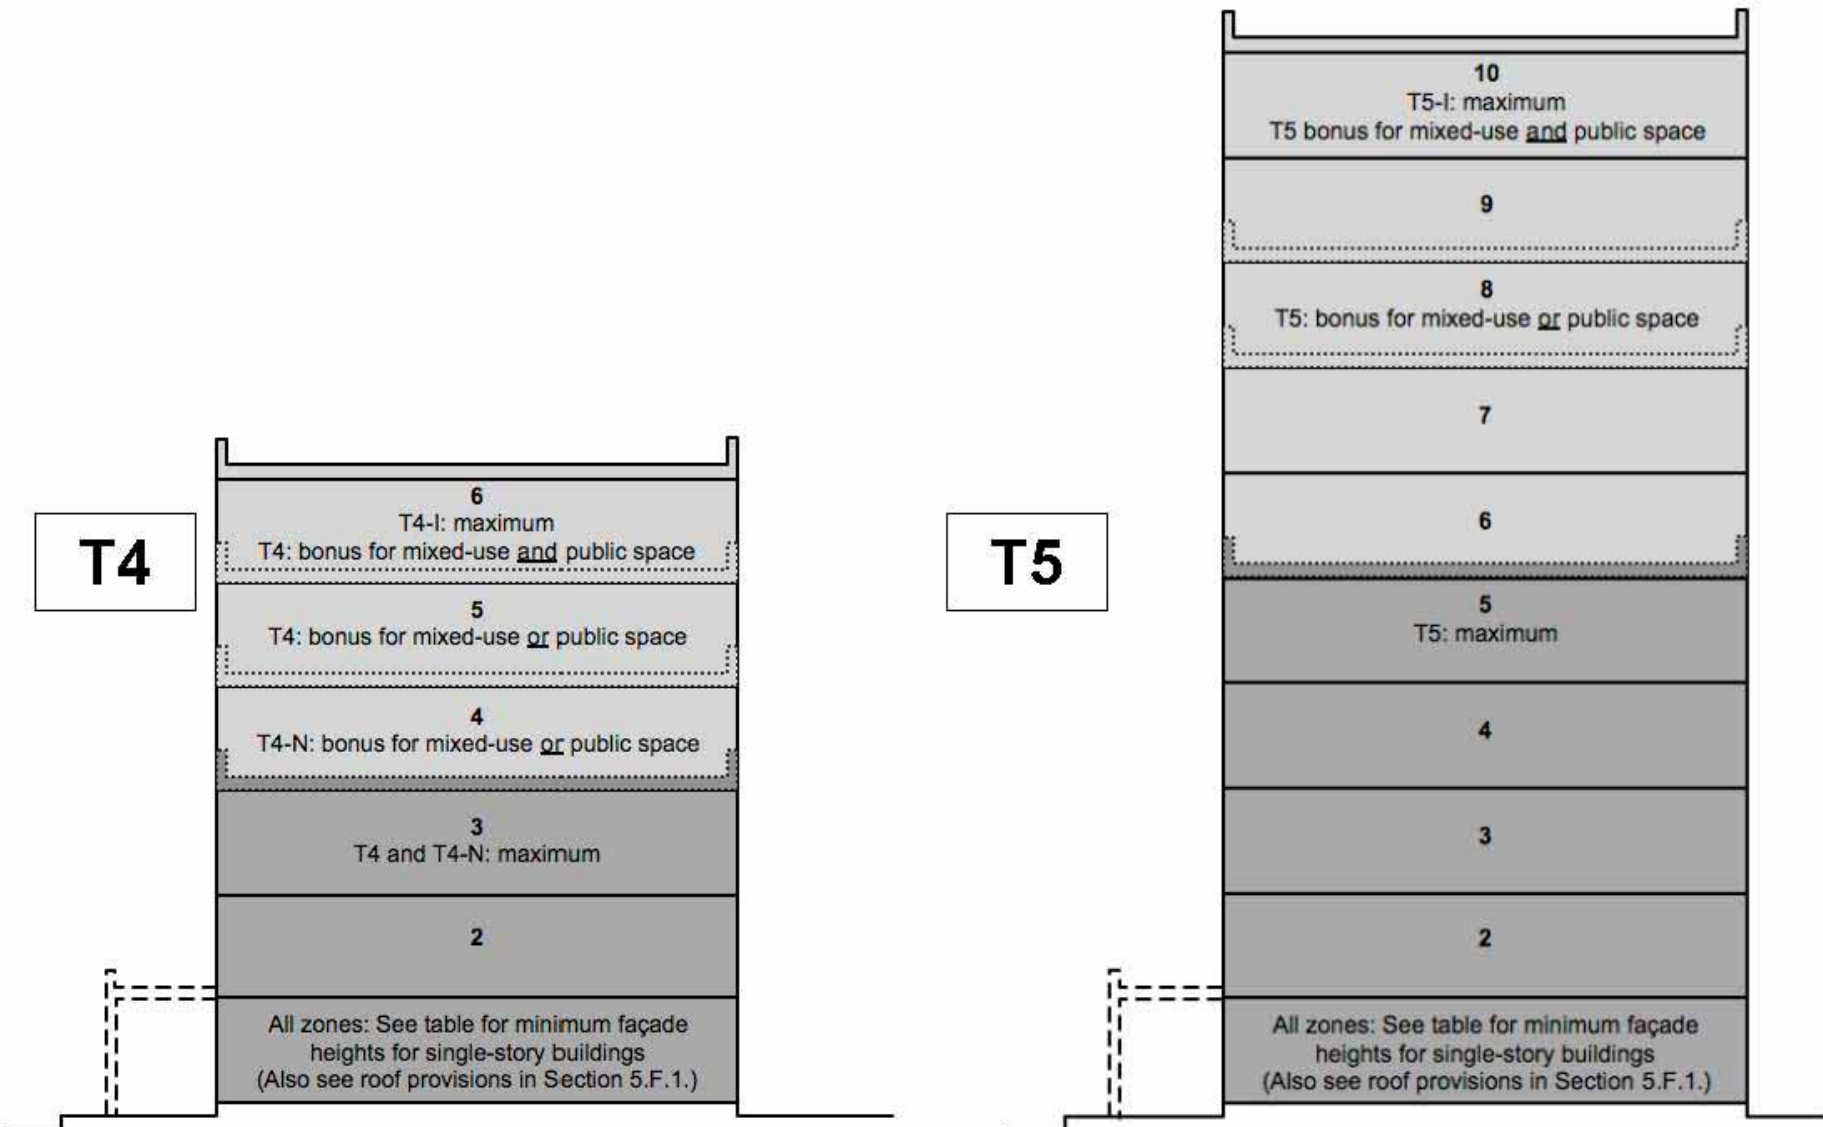 T4
6
T4-I: maximum
T4: bonus for mixed-use and public space
5
T4: bonus for mixed-use or public space
4
T4-N: bonus for mixed-use or public space
3
T4 and T4-N: maximum
2
All zones: See table for minimum façade
heights for single-story buildings
(Also see roof provisions in Section 5.F.1.)
T5
10
T5-I: maximum
T5 bonus for mixed-use and public space
9
8
T5: bonus for mixed-use or public space
7
6
5
T5: maximum
4
3
2
All zones: See table for minimum façade
heights for single-story buildings
(Also see roof provisions in Section 5.F.1.)